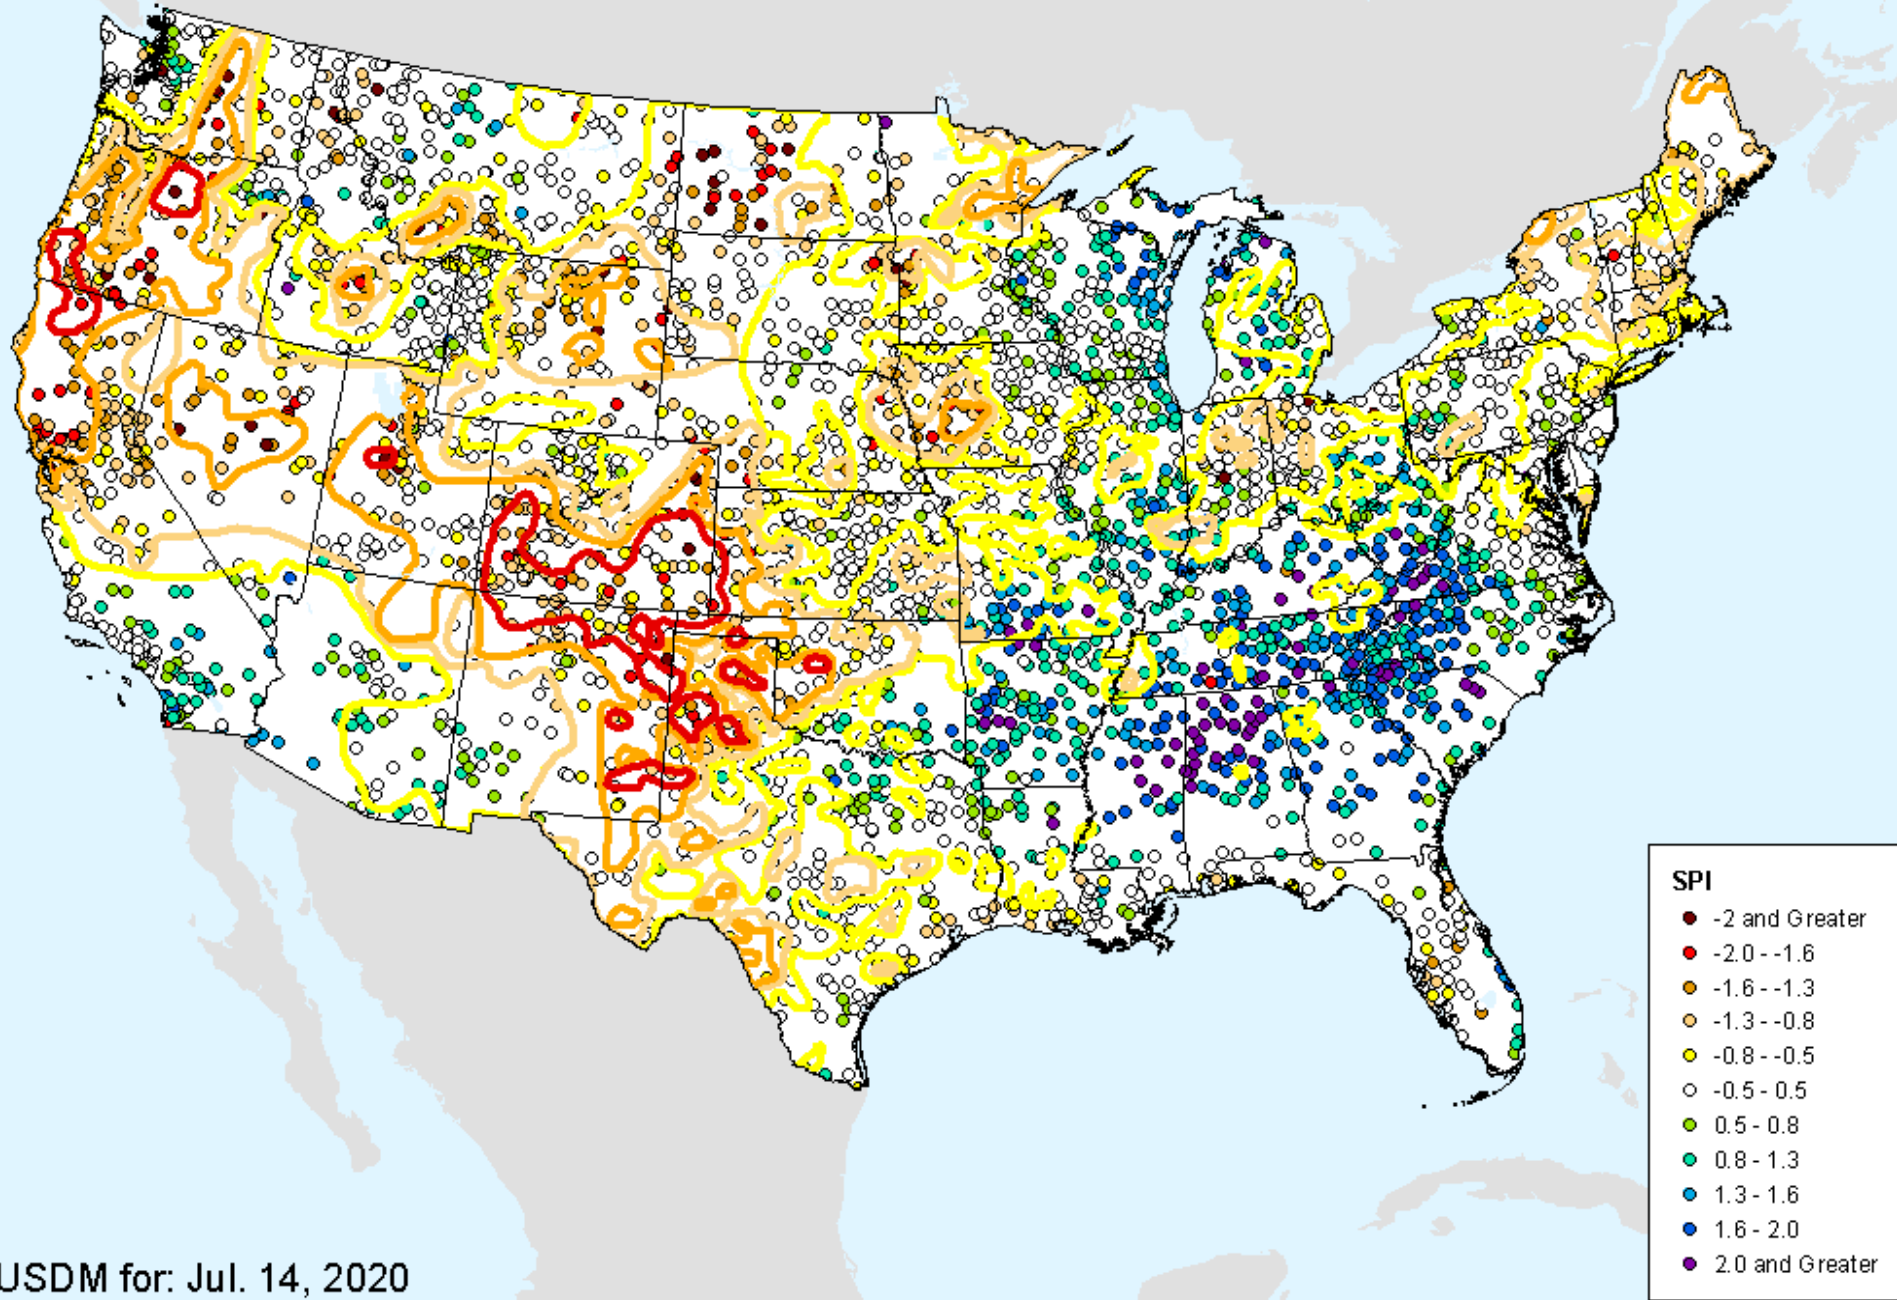 SPI
-2 and Greater
-2.0 - -1.6
-1.6 - -1.3
-1.3 - -0.8
-0.8 - -0.5
-0.5 - 0.5
0.5 - 0.8
0.8 - 1.3
1.3 - 1.6
1.6 - 2.0
2.0 and Greater
USDM for: Jul. 14, 2020